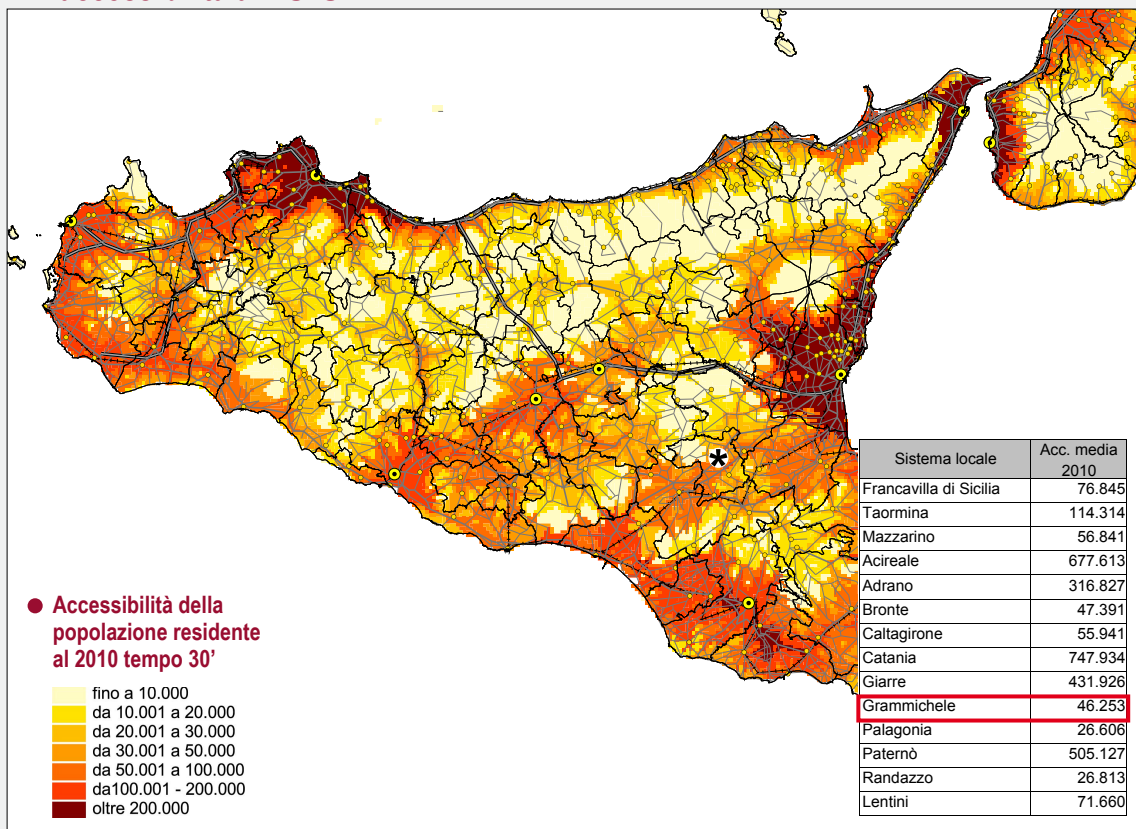 Sistema locale Acc. media 2010
Francavilla di Sicilia 76.845
Taormina 114.314
Mazzarino 56.841
Acireale 677.613
Adrano 316.827
Bronte 47.391
Caltagirone 55.941
Catania 747.934
Giarre 431.926
Grammichele 46.253
Palagonia 26.606
Paternò 505.127
Randazzo 26.813
Lentini 71.660
● Accessibilità della
popolazione residente
al 2010 tempo 30'
fino a 10.000
da 10.001 a 20.000
da 20.001 a 30.000
da 30.001 a 50.000
da 50.001 a 100.000
da100.001 - 200.000
oltre 200.000
*